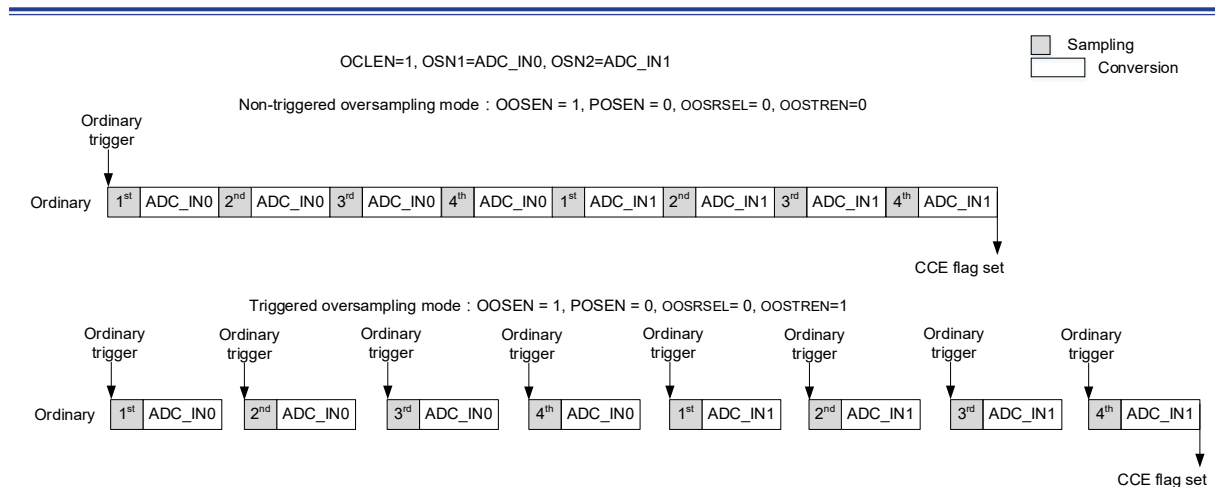 Sampling
Conversion
OCLEN=1, OSN1=ADC_IN0, OSN2=ADC_IN1
Non-triggered oversampling mode : OOSEN = 1, POSEN = 0, OOSRSEL= 0, OOSTREN=0
Ordinary
trigger
Ordinary 1st ADC_IN0 2nd ADC_IN0 3rd ADC_IN0 4th ADC_IN0 1st ADC_IN1 2nd ADC_IN1 3rd ADC_IN1 4th ADC_IN1
CCE flag set
Triggered oversampling mode : OOSEN = 1, POSEN = 0, OOSRSEL= 0, OOSTREN=1
Ordinary Ordinary Ordinary Ordinary Ordinary Ordinary Ordinary Ordinary
trigger trigger trigger trigger trigger trigger trigger trigger
Ordinary 1st ADC_IN0 2nd ADC_IN0 3rd ADC_IN0 4th ADC_IN0 1st ADC_IN1 2nd ADC_IN1 3rd ADC_IN1 4th ADC_IN1
CCE flag set